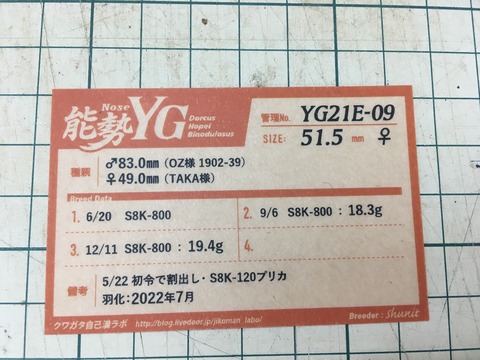 能勢YG
Nose
Dorcus
Hopei
Binodulosus
管理No. YG21E-09
SIZE: 51.5 mm ♀
種親
♂83.0mm（OZ様 1902-39）
♀49.0mm（TAKA様）
Breed Data
1. 6/20 S8K-800
2. 9/6 S8K-800 : 18.3g
3. 12/11 S8K-800 : 19.4g
4.
備考
5/22 初令で割出し・S8K-120プリカ
羽化:2022年7月
クワガタ自己満ラボ http://blog.livedoor.jp/jikoman_labo/
Breeder : Shunit